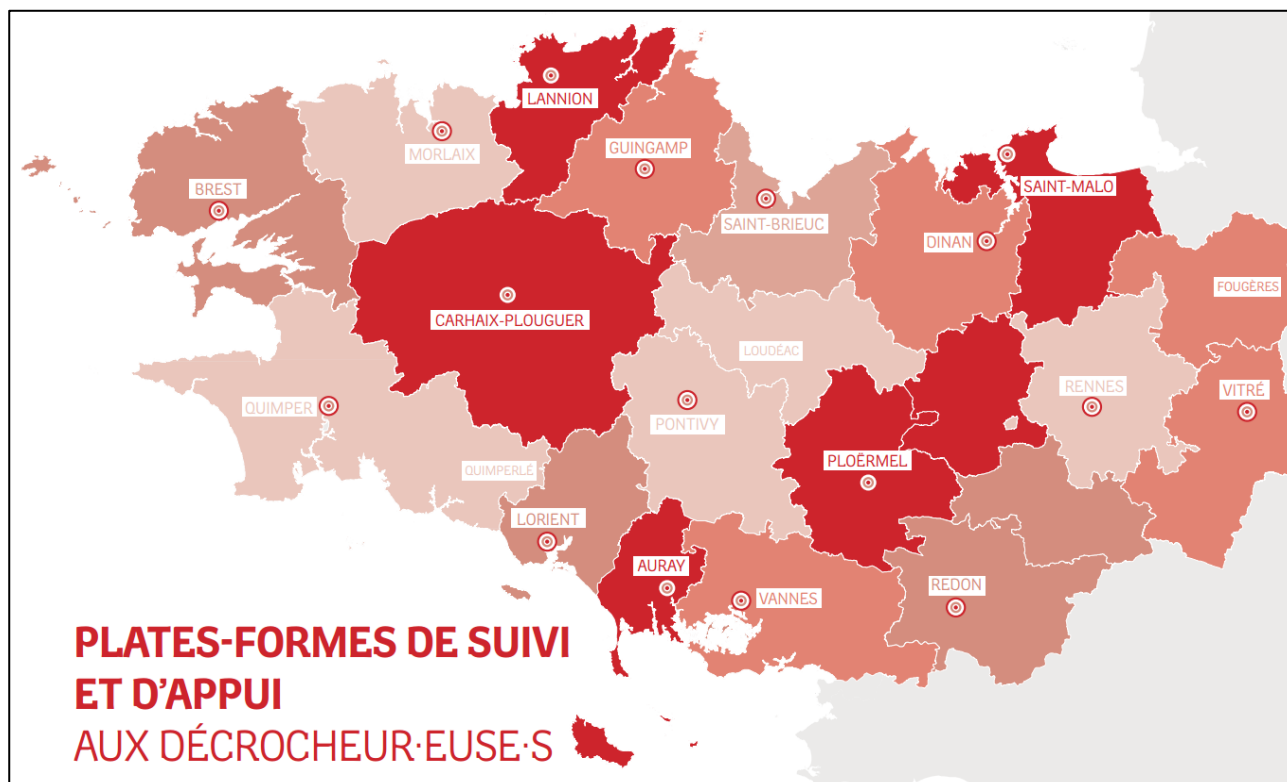 LANNION
MORLAIX
GUINGAMP
SAINT-MALO
BREST
SAINT-BRIEUC
DINAN
FOUGÈRES
CARHAIX-PLOUGUER
LOUDÉAC
RENNES
VITRÉ
QUIMPER
PONTIVY
PLOËRMEL
QUIMPERLÉ
LORIENT
AURAY
VANNES
REDON
PLATES-FORMES DE SUIVI
ET D'APPUI
AUX DÉCROCHEUR·EUSE·S